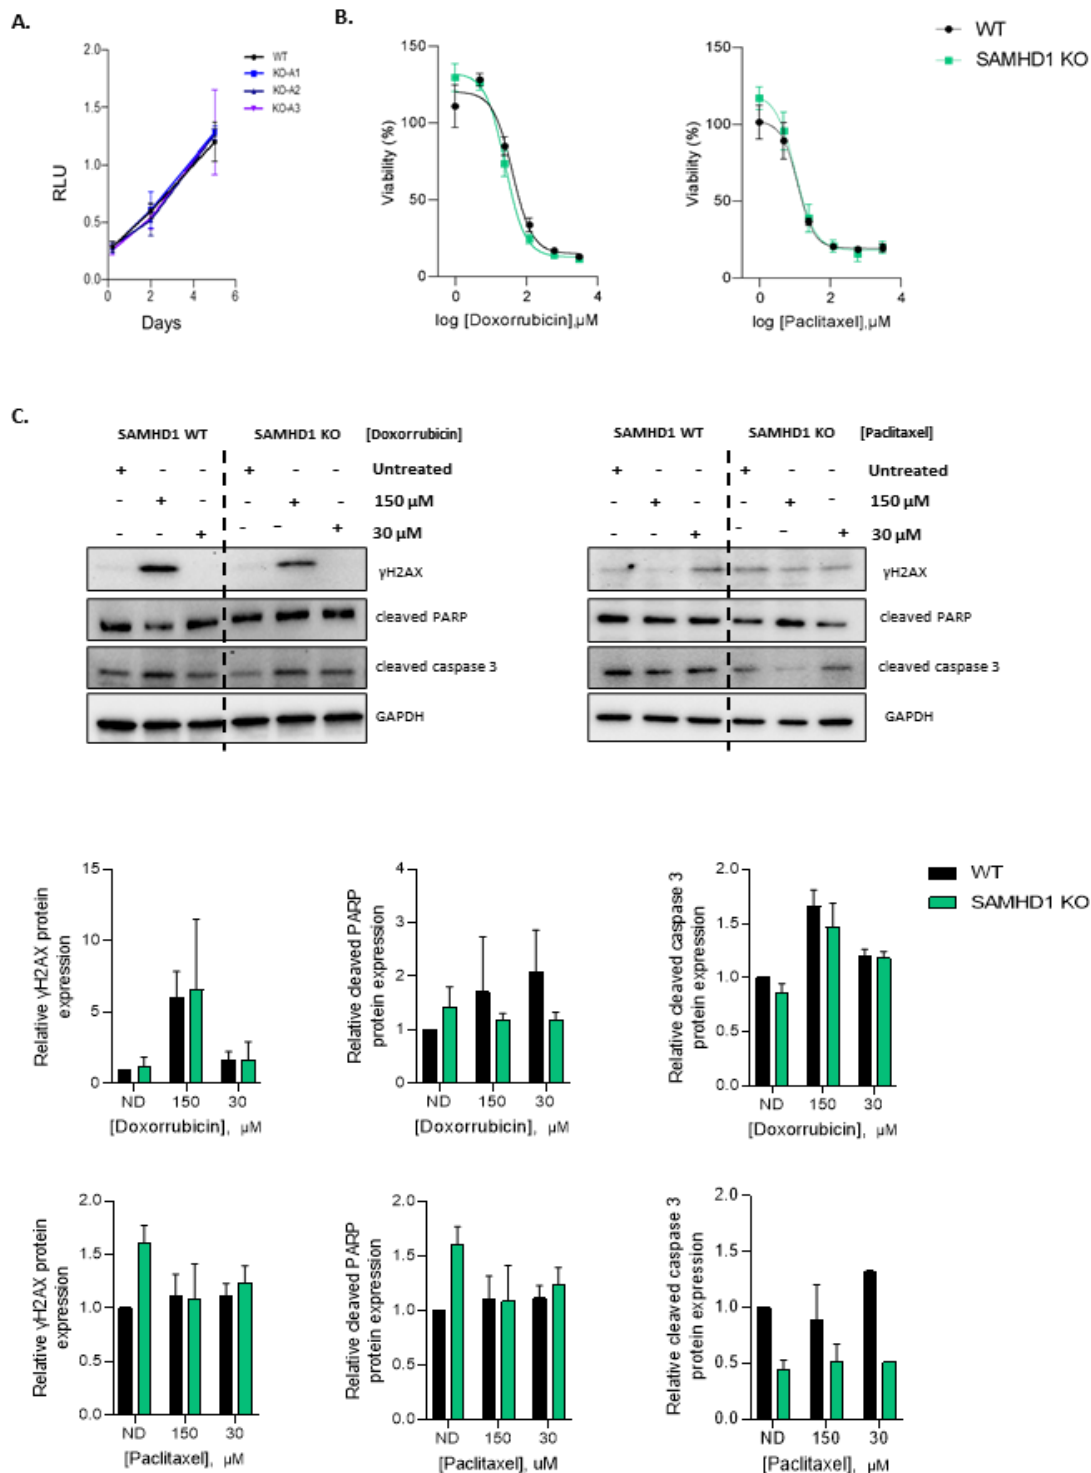 A.
2.0
1.5
1.0
0.5
0.0
RLU
0 2 4 6
Days
WT
KO-A1
KO-A2
KO-A3
B.
150
100
50
0
Viability (%)
0 2 4
log [Doxorrubicin],µM
150
100
50
0
Viability (%)
0 2 4
log [Paclitaxel],µM
WT
SAMHD1 KO
C.
SAMHD1 WT SAMHD1 KO [Doxorrubicin]
+ - - + - - Untreated
- + - - + - 150 µM
- - + - - + 30 µM
γH2AX
cleaved PARP
cleaved caspase 3
GAPDH
SAMHD1 WT SAMHD1 KO [Paclitaxel]
+ - - + - - Untreated
- + - - + - 150 µM
- - + - - + 30 µM
γH2AX
cleaved PARP
cleaved caspase 3
GAPDH
Relative γH2AX protein
expression
15
10
5
0
ND 150 30
[Doxorrubicin], µM
Relative cleaved PARP
protein expression
4
3
2
1
0
ND 150 30
[Doxorrubicin], µM
Relative cleaved caspase 3
protein expression
2.0
1.5
1.0
0.5
0.0
ND 150 30
[Doxorrubicin], µM
WT
SAMHD1 KO
Relative γH2AX protein
expression
2.0
1.5
1.0
0.5
0.0
ND 150 30
[Paclitaxel], µM
Relative cleaved PARP
protein expression
2.0
1.5
1.0
0.5
0.0
ND 150 30
[Paclitaxel], uM
Relative cleaved caspase 3
protein expression
2.0
1.5
1.0
0.5
0.0
ND 150 30
[Paclitaxel], µM